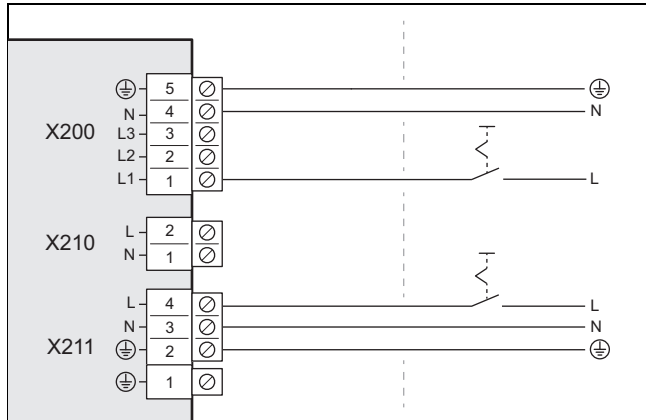 ⏚ 5 ⏚
N 4 N
X200
L3 3
L2 2
L1 1 L
L 2
X210
N 1
L 4 L
N 3 N
X211
⏚ 2 ⏚
⏚ 1